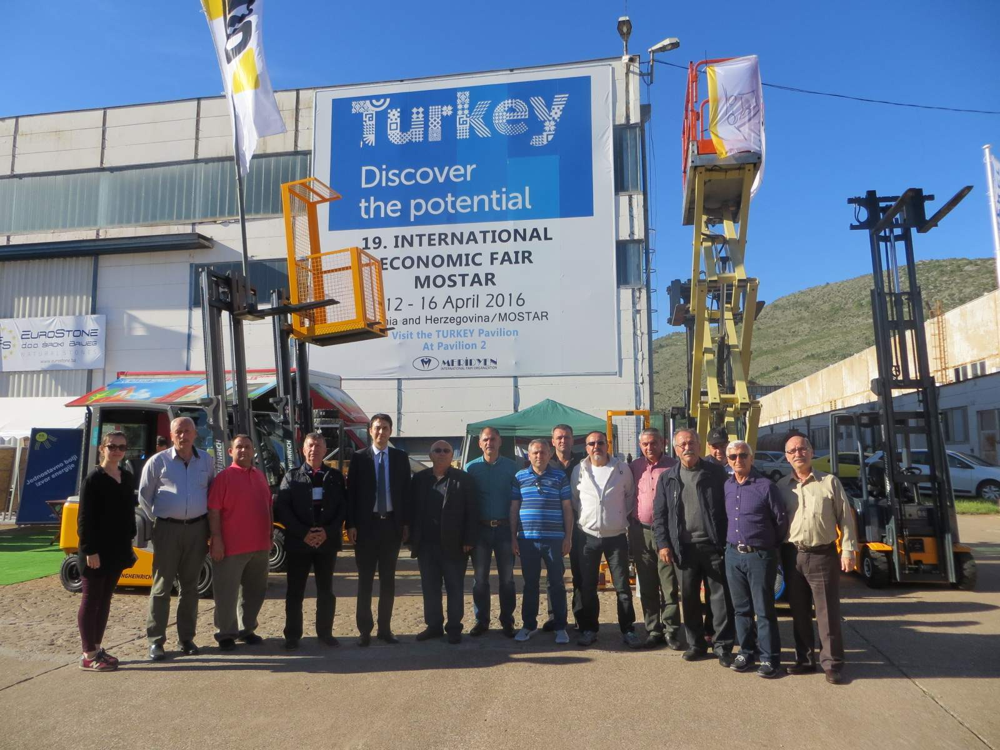 Turkey
Discover
the potential
19. INTERNATIONAL
ECONOMIC FAIR
MOSTAR
12 - 16 April 2016
and Herzegovina/MOSTAR
Visit the TURKEY Pavilion
At Pavilion 2
MERİDYEN
INTERNATIONAL FAIR ORGANIZATION
EUROSTONE
d.o.o. ŠIROKI BRIJEG
NATURAL STONES
www.eurostone.ba
Jednostavno bolji
izvor energije